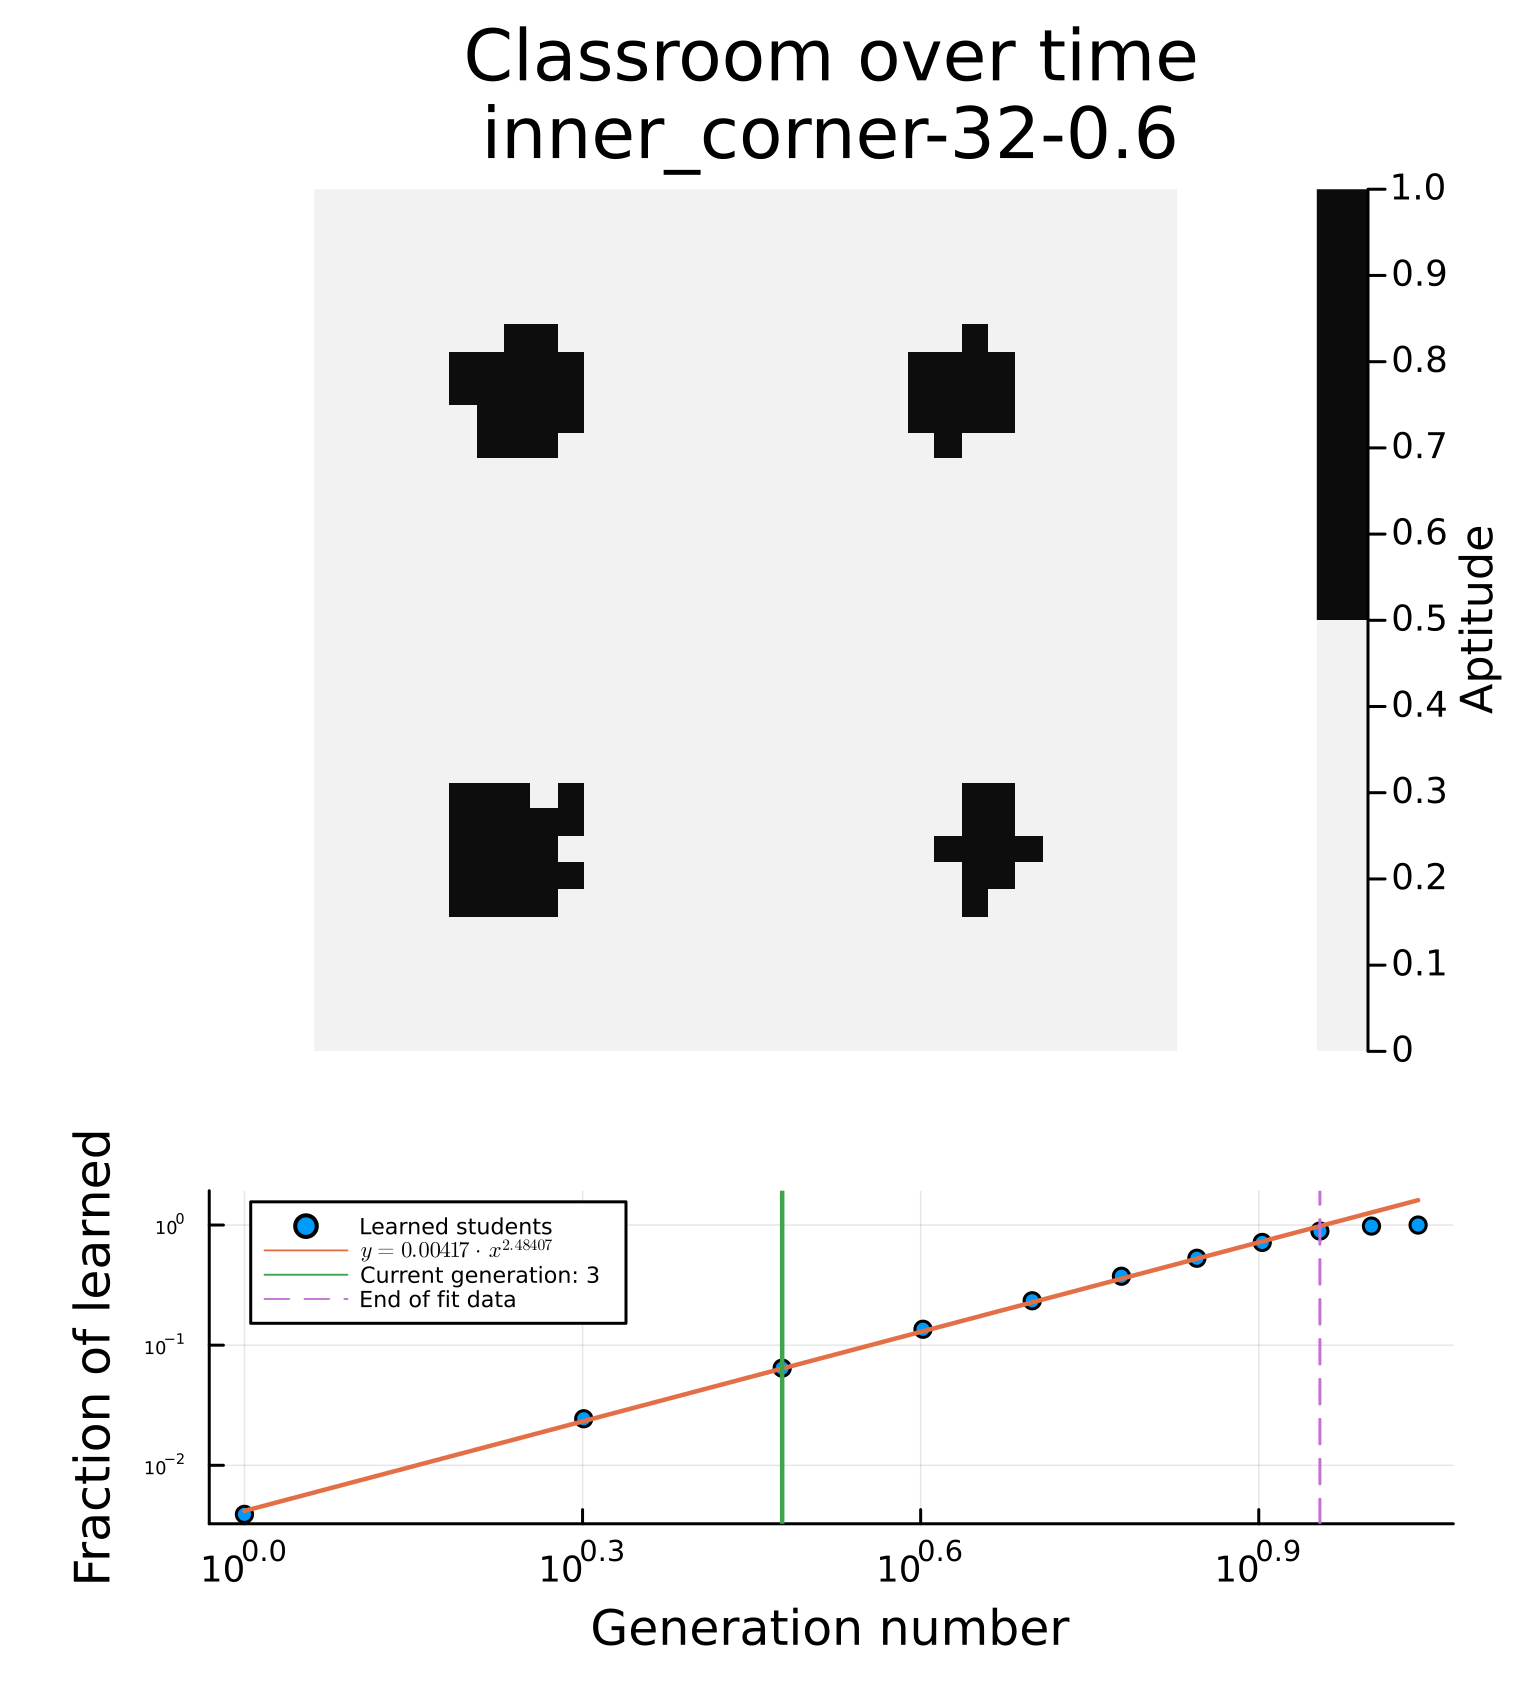 Classroom over time
inner_corner-32-0.6
1.0
0.9
0.8
0.7
0.6
0.5
0.4
0.3
0.2
0.1
0
Aptitude
Fraction of learned
10^0
10^−1
10^−2
Learned students
y = 0.00417 · x^2.48407
Current generation: 3
End of fit data
10^0.0 10^0.3 10^0.6 10^0.9
Generation number